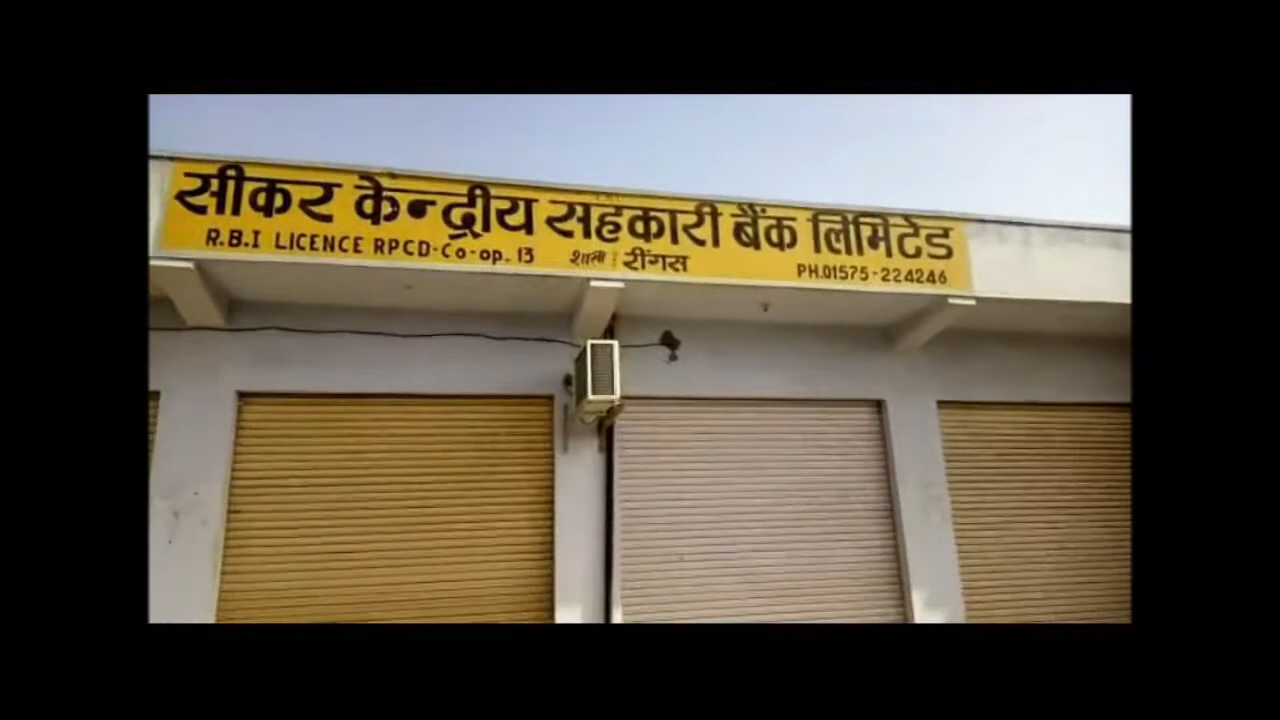 सीकर केन्द्रीय सहकारी बैंक लिमिटेड
R.B.I LICENCE RPCD-Co-op. 13 शाखा रींगस PH.01575-224246